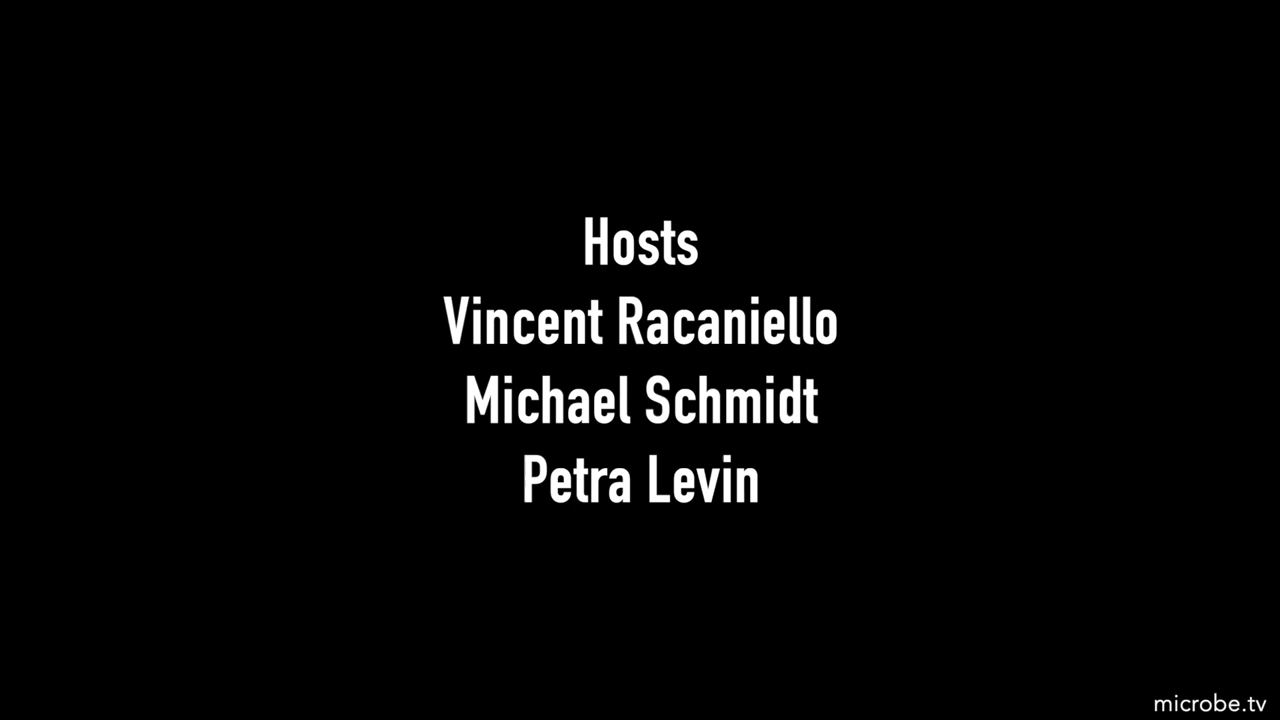 Hosts
Vincent Racaniello
Michael Schmidt
Petra Levin
microbe.tv